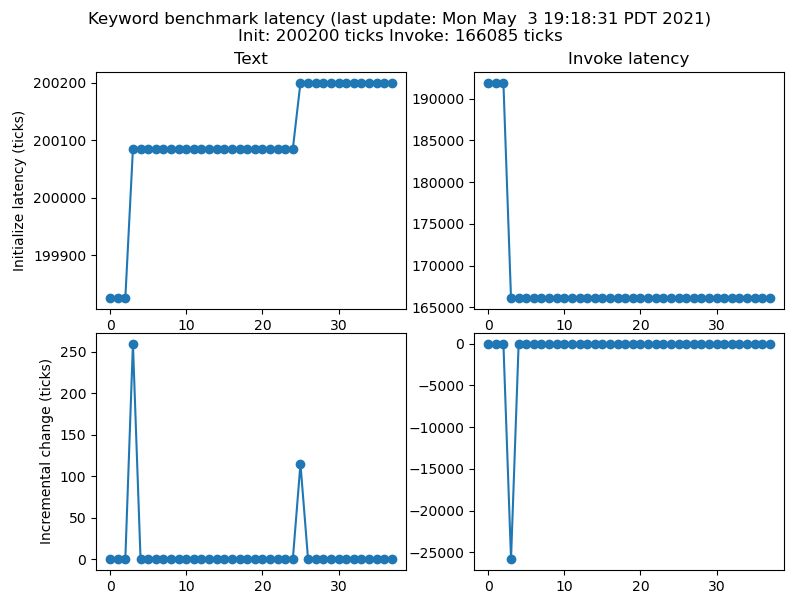 Keyword benchmark latency (last update: Mon May  3 19:18:31 PDT 2021)
Init: 200200 ticks Invoke: 166085 ticks
Text
Initialize latency (ticks)
200200
200100
200000
199900
0 10 20 30
Invoke latency
190000
185000
180000
175000
170000
165000
0 10 20 30
Incremental change (ticks)
250
200
150
100
50
0
0 10 20 30
0
−5000
−10000
−15000
−20000
−25000
0 10 20 30